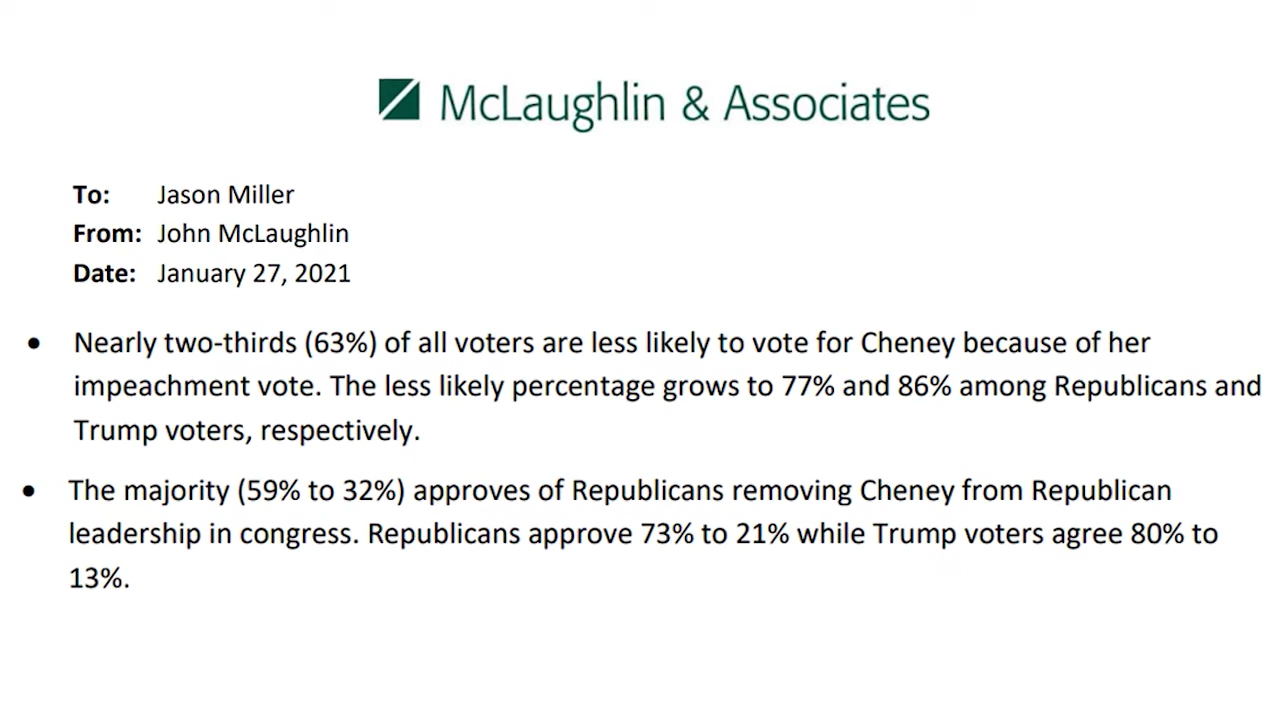 McLaughlin & Associates
To: Jason Miller
From: John McLaughlin
Date: January 27, 2021
• Nearly two-thirds (63%) of all voters are less likely to vote for Cheney because of her
impeachment vote. The less likely percentage grows to 77% and 86% among Republicans and
Trump voters, respectively.
• The majority (59% to 32%) approves of Republicans removing Cheney from Republican
leadership in congress. Republicans approve 73% to 21% while Trump voters agree 80% to
13%.